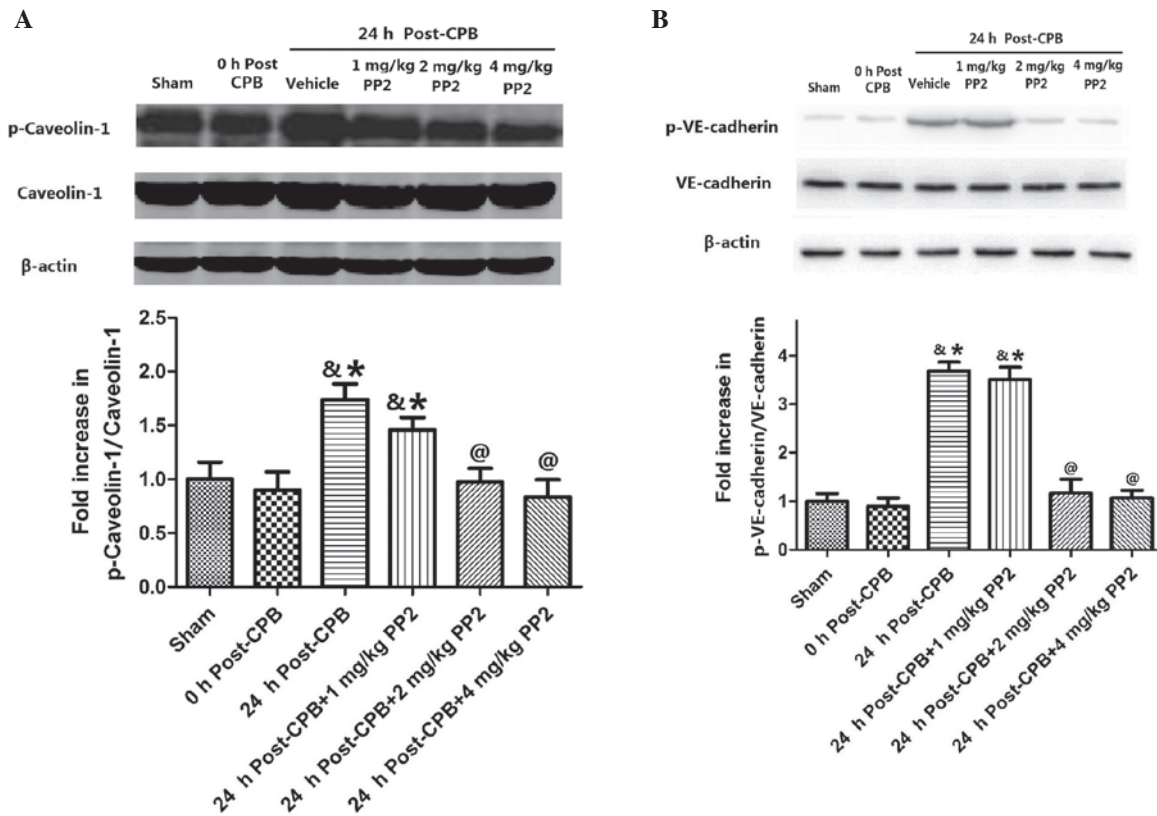 A
24 h Post-CPB
Sham
0 h Post
CPB
Vehicle
1 mg/kg
PP2
2 mg/kg
PP2
4 mg/kg
PP2
p-Caveolin-1
Caveolin-1
β-actin
Fold increase in
p-Caveolin-1/Caveolin-1
2.5
2.0
1.5
1.0
0.5
0.0
&*
&*
@
@
Sham
0 h Post-CPB
24 h Post-CPB
24 h Post-CPB+1 mg/kg PP2
24 h Post-CPB+2 mg/kg PP2
24 h Post-CPB+4 mg/kg PP2
B
24 h Post-CPB
Sham
0 h Post
CPB
Vehicle
1 mg/kg
PP2
2 mg/kg
PP2
4 mg/kg
PP2
p-VE-cadherin
VE-cadherin
β-actin
Fold increase in
p-VE-cadherin/VE-cadherin
4
3
2
1
0
&*
&*
@
@
Sham
0 h Post-CPB
24 h Post-CPB
24 h Post-CPB+1 mg/kg PP2
24 h Post-CPB+2 mg/kg PP2
24 h Post-CPB+4 mg/kg PP2